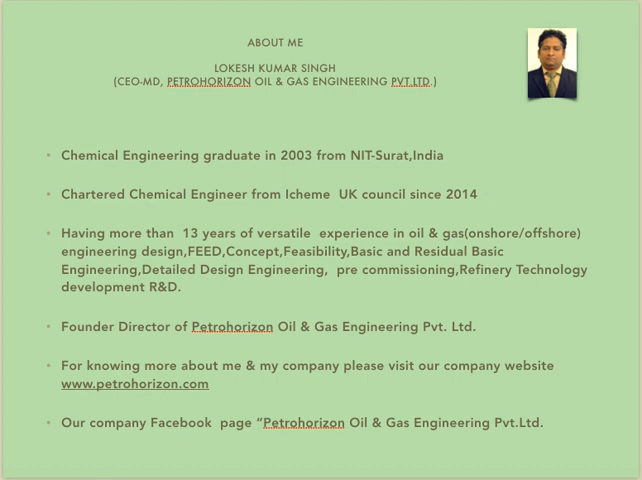 ABOUT ME
LOKESH KUMAR SINGH
(CEO-MD, PETROHORIZON OIL & GAS ENGINEERING PVT.LTD.)
• Chemical Engineering graduate in 2003 from NIT-Surat,India
• Chartered Chemical Engineer from Icheme  UK council since 2014
• Having more than  13 years of versatile  experience in oil & gas(onshore/offshore)
engineering design,FEED,Concept,Feasibility,Basic and Residual Basic
Engineering,Detailed Design Engineering,  pre commissioning,Refinery Technology
development R&D.
• Founder Director of Petrohorizon Oil & Gas Engineering Pvt. Ltd.
• For knowing more about me & my company please visit our company website
www.petrohorizon.com
• Our company Facebook  page “Petrohorizon Oil & Gas Engineering Pvt.Ltd.